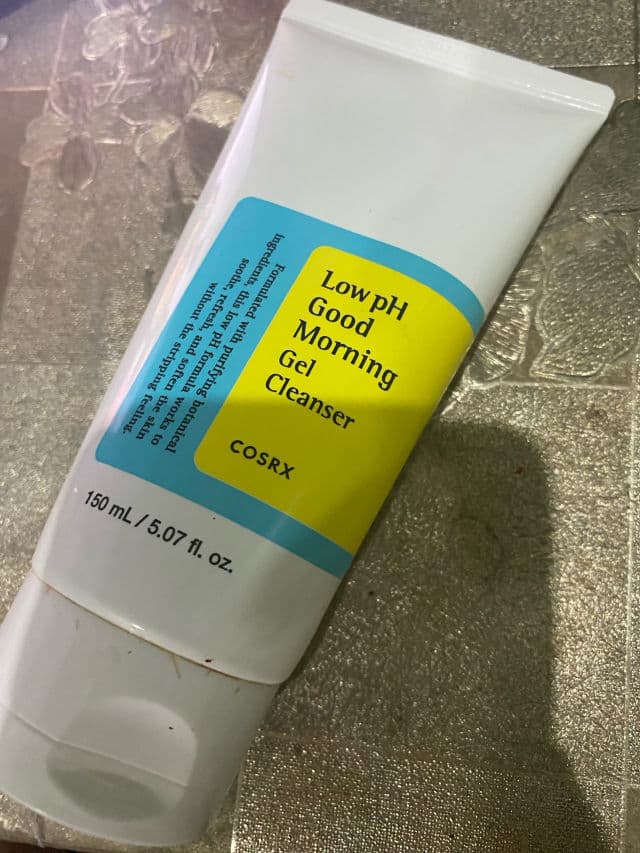 Low pH
Good
Morning
Gel
Cleanser
COSRX
Formulated with purifying botanical
ingredients, this low pH formula works to
soothe, refresh, and soften the skin
without the stripping feeling.
150 mL / 5.07 fl. oz.